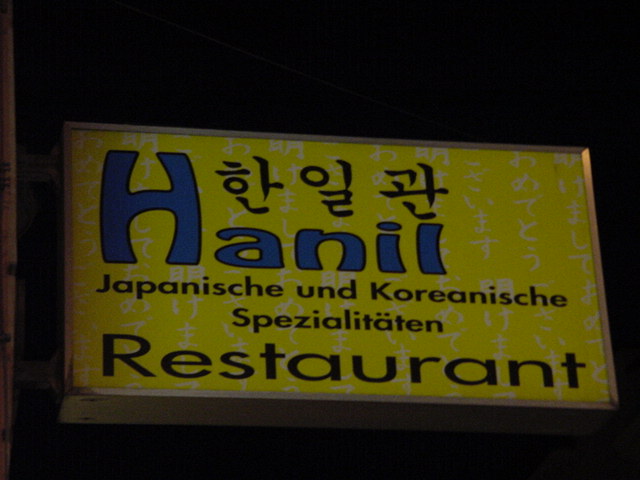 한일관
Hanil
Japanische und Koreanische
Spezialitäten
Restaurant